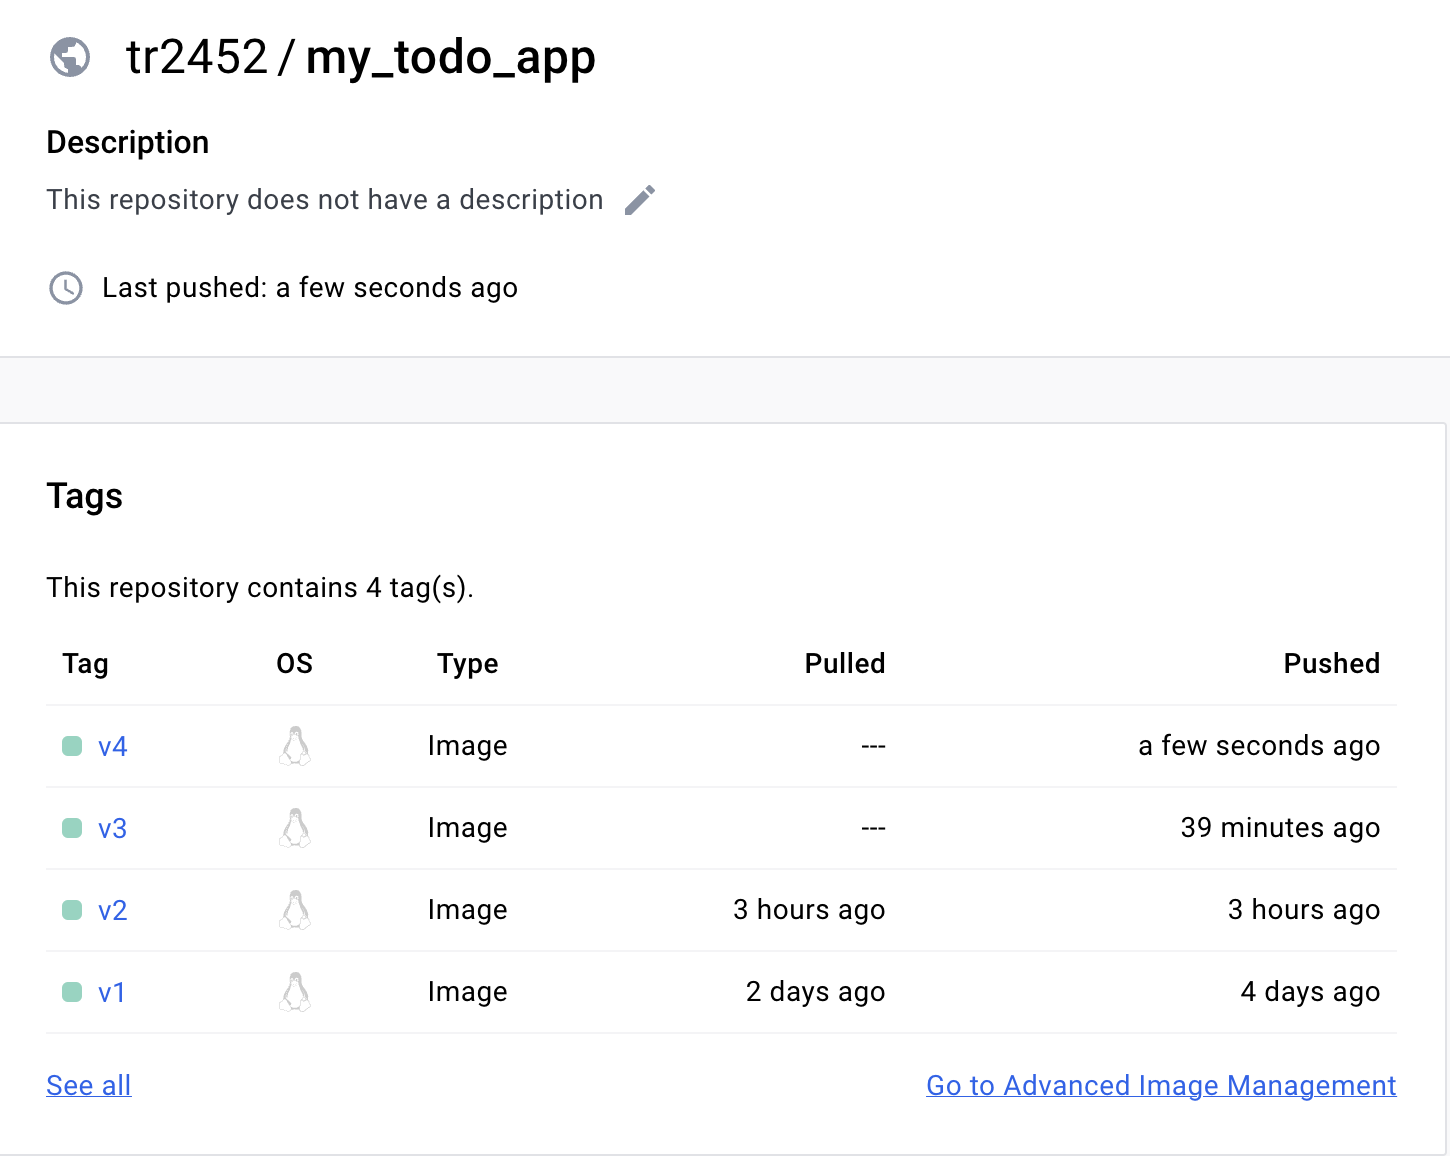 tr2452 / my_todo_app
Description
This repository does not have a description
Last pushed: a few seconds ago
Tags
This repository contains 4 tag(s).
Tag OS Type Pulled Pushed
v4 Image --- a few seconds ago
v3 Image --- 39 minutes ago
v2 Image 3 hours ago 3 hours ago
v1 Image 2 days ago 4 days ago
See all Go to Advanced Image Management